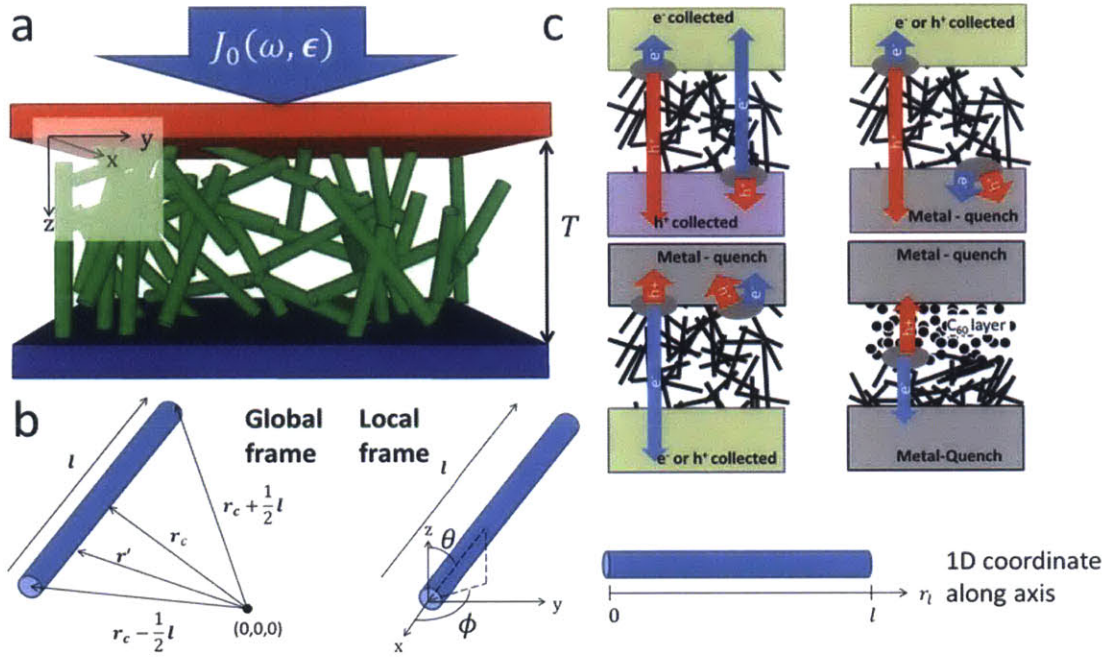 a
J₀(ω, ϵ)
y
x
z
T
b
l
Global
frame
r_c + 1/2 l
r_c
r'
(0,0,0)
r_c − 1/2 l
Local
frame
l
z
θ
y
x
ϕ
c
e⁻ collected
e⁻
e⁻
h⁺
h⁺
h⁺ collected
e⁻ or h⁺ collected
e⁻
h⁺
e⁻
h⁺
Metal - quench
Metal - quench
h+
h⁺
e⁻
e⁻
e⁻ or h⁺ collected
Metal - quench
C₆₀ layer
h+
e⁻
Metal-Quench
1D coordinate
along axis
0
l
r_l